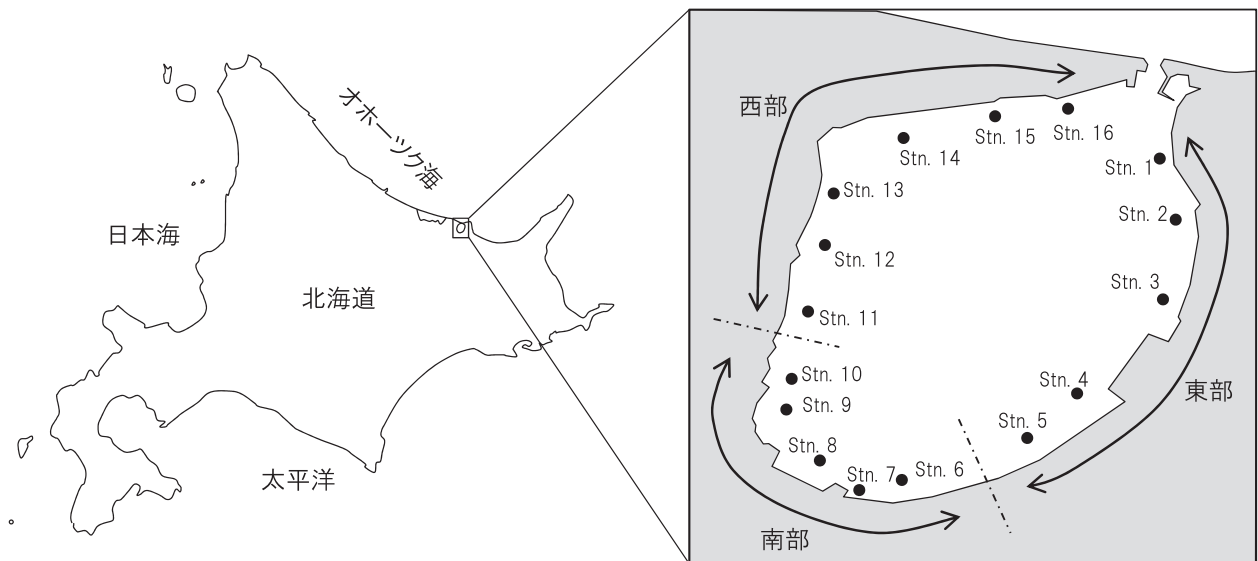 オホーツク海
日本海
北海道
太平洋
西部
東部
南部
Stn. 1
Stn. 2
Stn. 3
Stn. 4
Stn. 5
Stn. 6
Stn. 7
Stn. 8
Stn. 9
Stn. 10
Stn. 11
Stn. 12
Stn. 13
Stn. 14
Stn. 15
Stn. 16